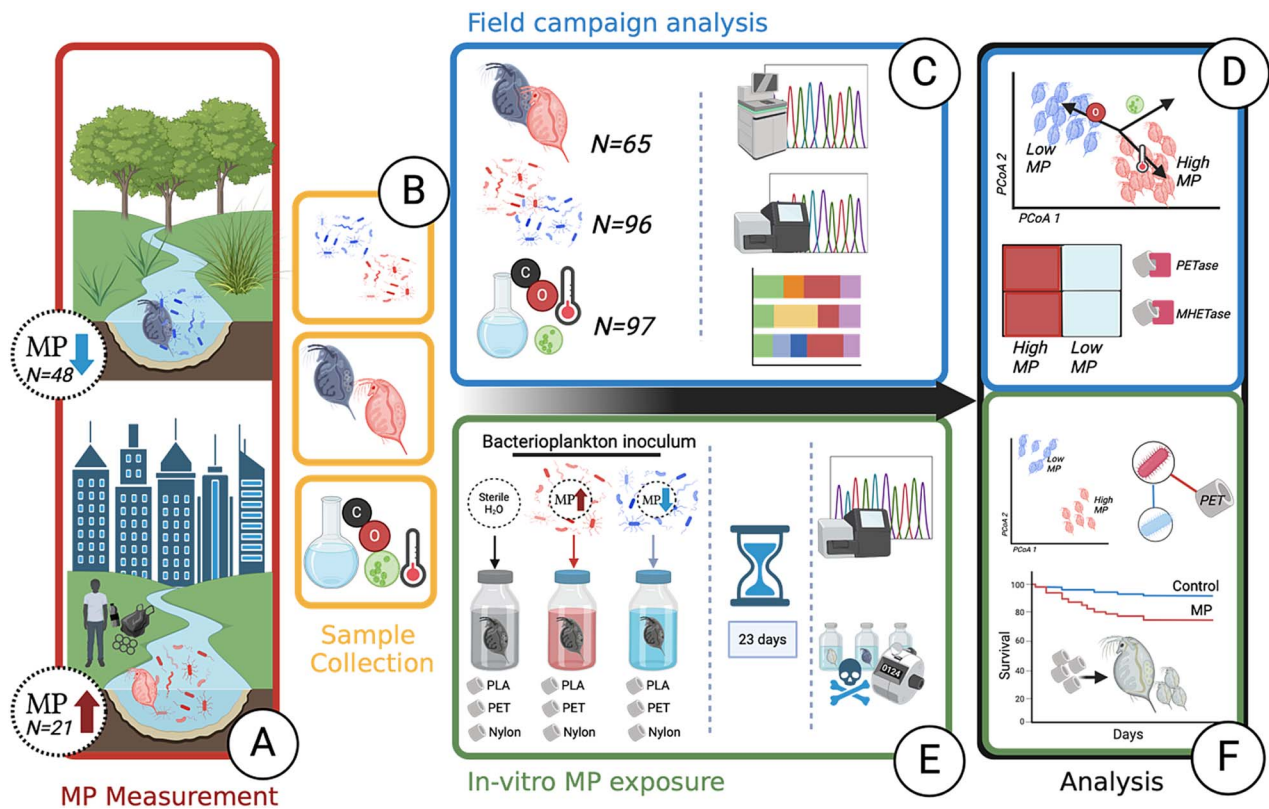 MP
N=48
MP
N=21
A
MP Measurement
B
C
O
Sample
Collection
Field campaign analysis
C
N=65
N=96
C
O
N=97
D
PCoA 2
PCoA 1
Low
MP
O
High
MP
PETase
MHETase
High
MP
Low
MP
Bacterioplankton inoculum
Sterile
H₂O
MP
MP
PLA
PET
Nylon
PLA
PET
Nylon
PLA
PET
Nylon
23 days
0124
E
In-vitro MP exposure
PCoA 2
PCoA 1
Low
MP
High
MP
PET
Survival
100
80
60
40
20
0
Control
MP
Days
F
Analysis